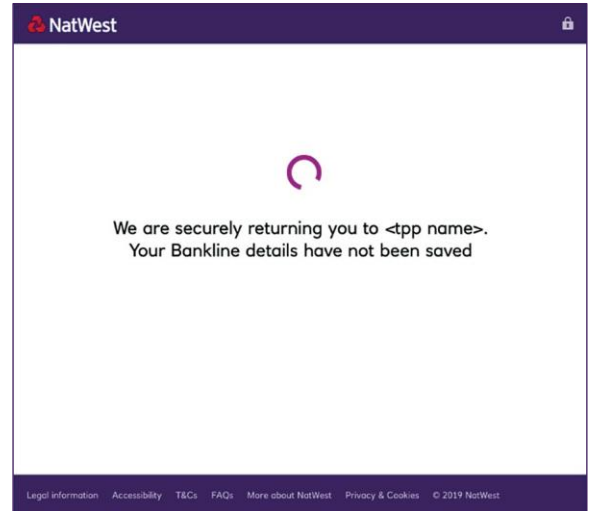 NatWest
We are securely returning you to <tpp name>.
Your Bankline details have not been saved
Legal information Accessibility T&Cs FAQs More about NatWest Privacy & Cookies © 2019 NatWest